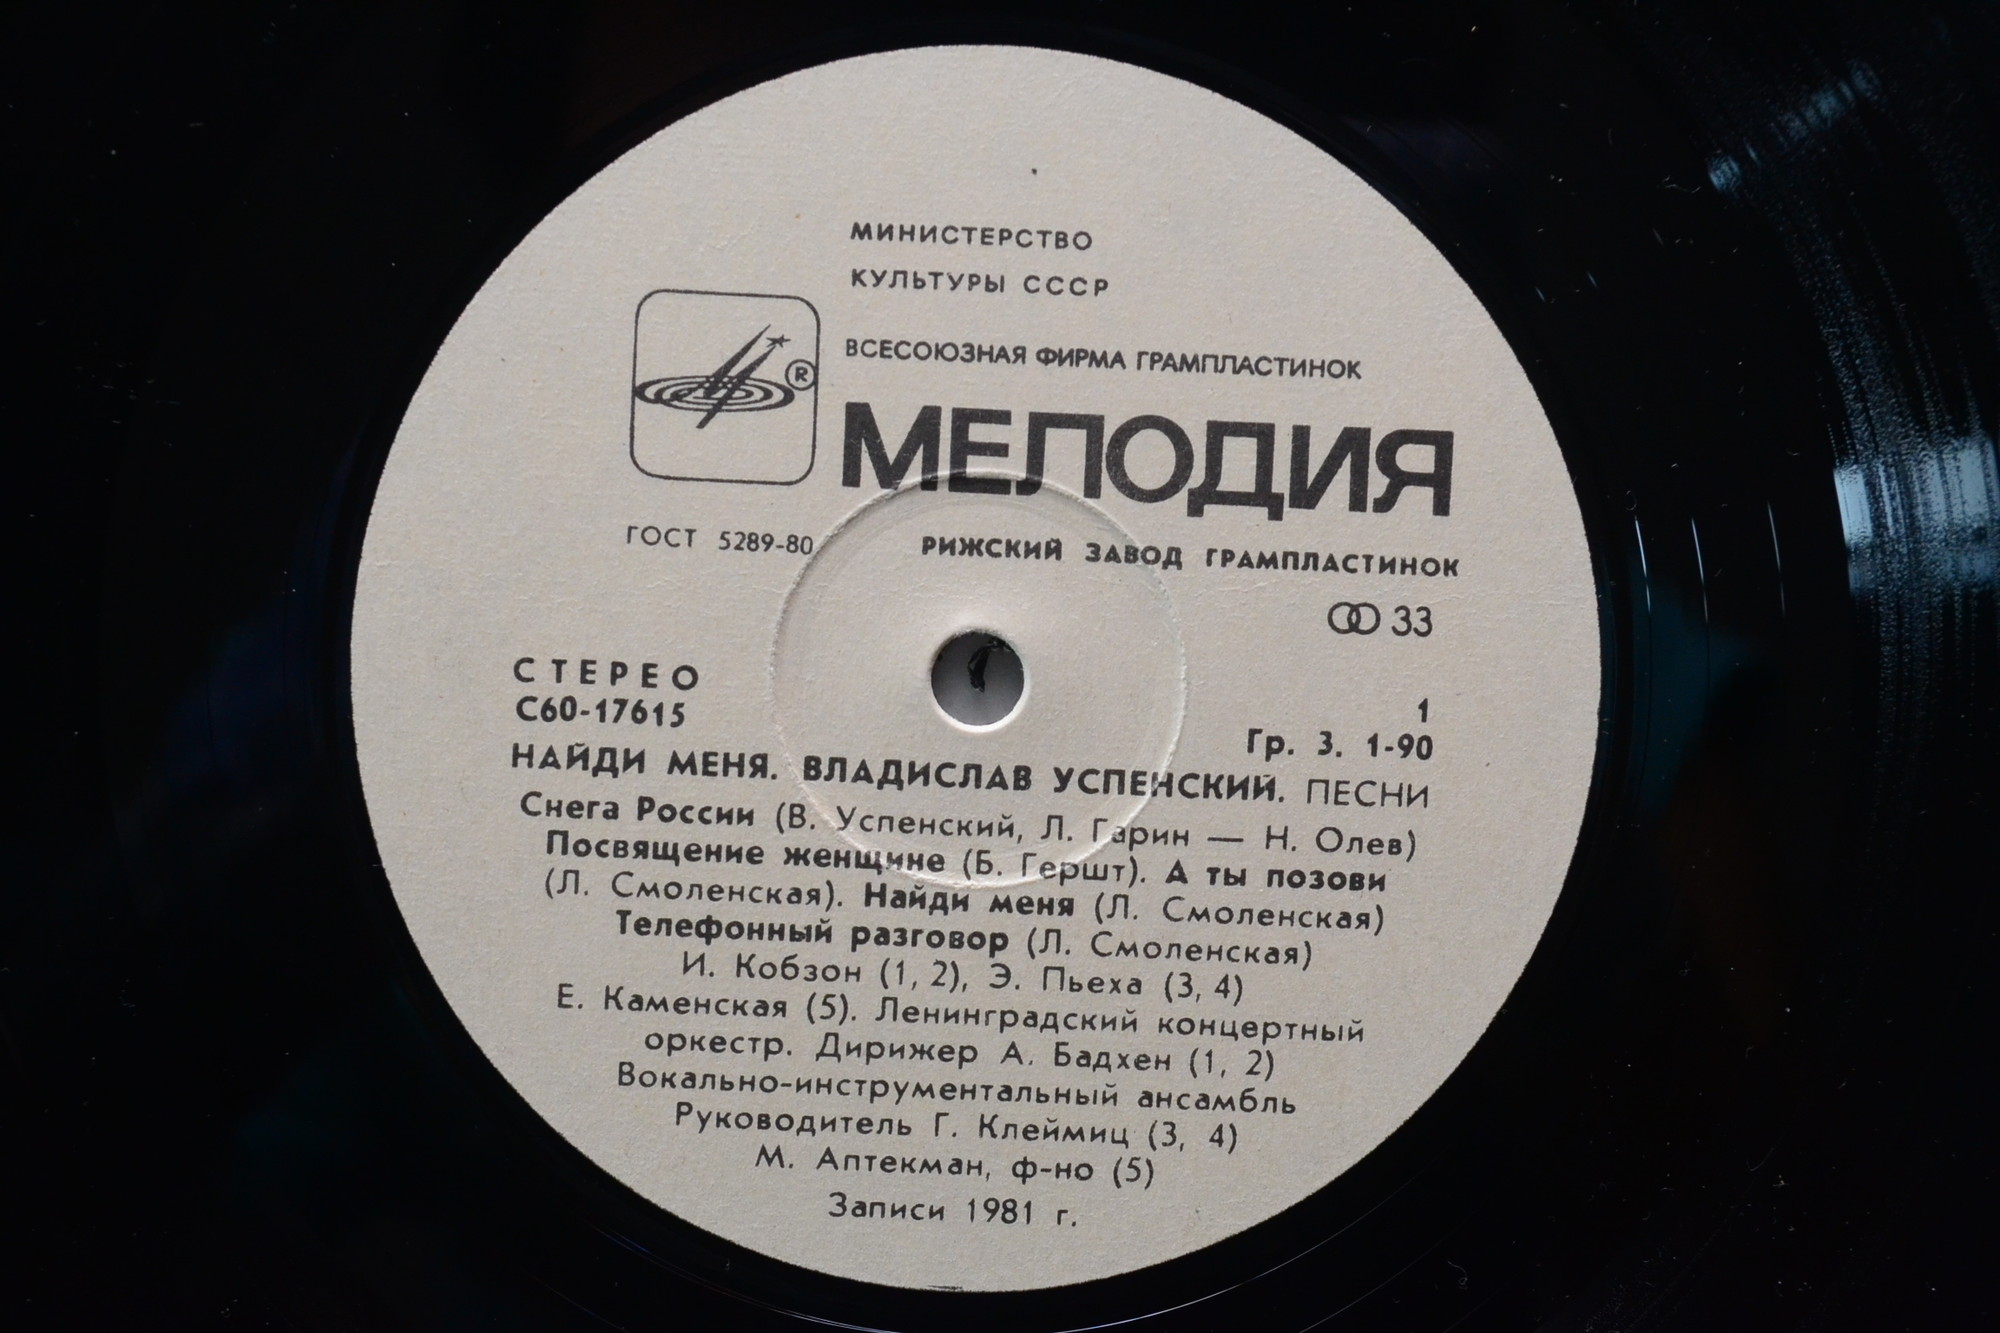 МИНИСТЕРСТВО
КУЛЬТУРЫ СССР
ВСЕСОЮЗНАЯ ФИРМА ГРАМПЛАСТИНОК
®
МЕЛОДИЯ
ГОСТ 5289-80
РИЖСКИЙ ЗАВОД ГРАМПЛАСТИНОК
33
СТЕРЕО
С60-17615
1
Гр. 3. 1-90
НАЙДИ МЕНЯ. ВЛАДИСЛАВ УСПЕНСКИЙ. ПЕСНИ
Снега России (В. Успенский, Л. Гарин — Н. Олев)
Посвящение женщине (Б. Гершт). А ты позови
(Л. Смоленская). Найди меня (Л. Смоленская)
Телефонный разговор (Л. Смоленская)
И. Кобзон (1, 2), Э. Пьеха (3, 4)
Е. Каменская (5). Ленинградский концертный
оркестр. Дирижер А. Бадхен (1, 2)
Вокально-инструментальный ансамбль
Руководитель Г. Клеймиц (3, 4)
М. Аптекман, ф-но (5)
Записи 1981 г.